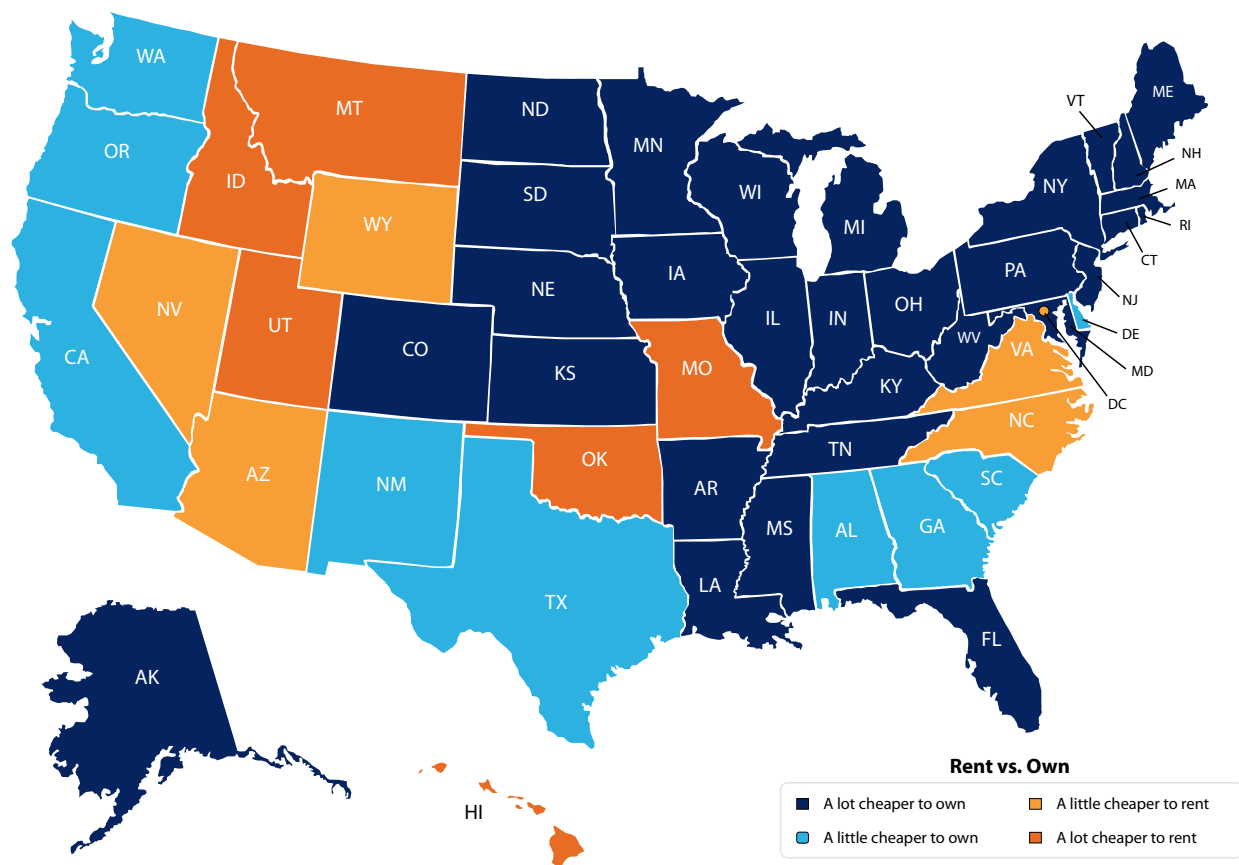 WA
OR
CA
ID
MT
WY
NV
UT
AZ
CO
NM
ND
SD
NE
KS
OK
TX
MN
IA
MO
AR
LA
WI
IL
MI
IN
OH
KY
TN
MS
AL
GA
SC
NC
VA
WV
FL
PA
NY
VT
ME
NH
MA
RI
CT
NJ
DE
MD
DC
AK
HI
Rent vs. Own
A lot cheaper to own
A little cheaper to rent
A little cheaper to own
A lot cheaper to rent